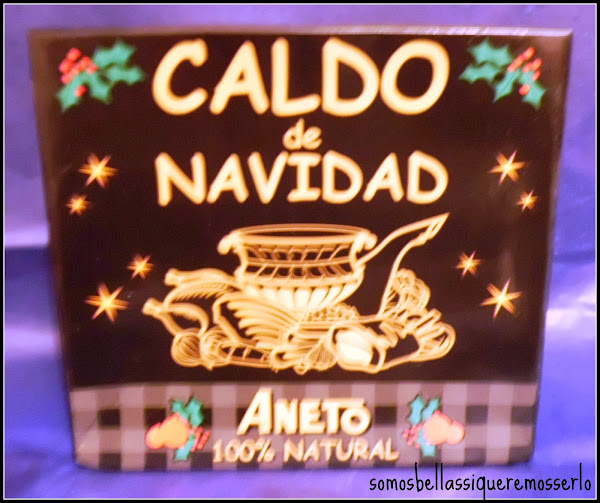 CALDO
de
NAVIDAD
ANETO
100% NATURAL
somosbellassiqueremosserlo